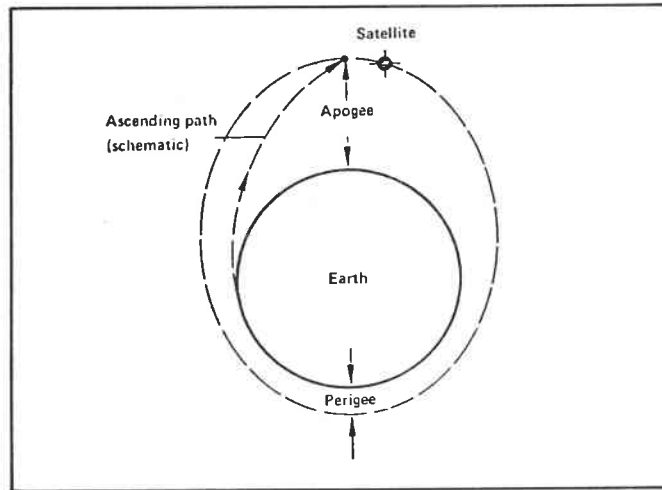 Satellite
Apogee
Ascending path
(schematic)
Earth
Perigee